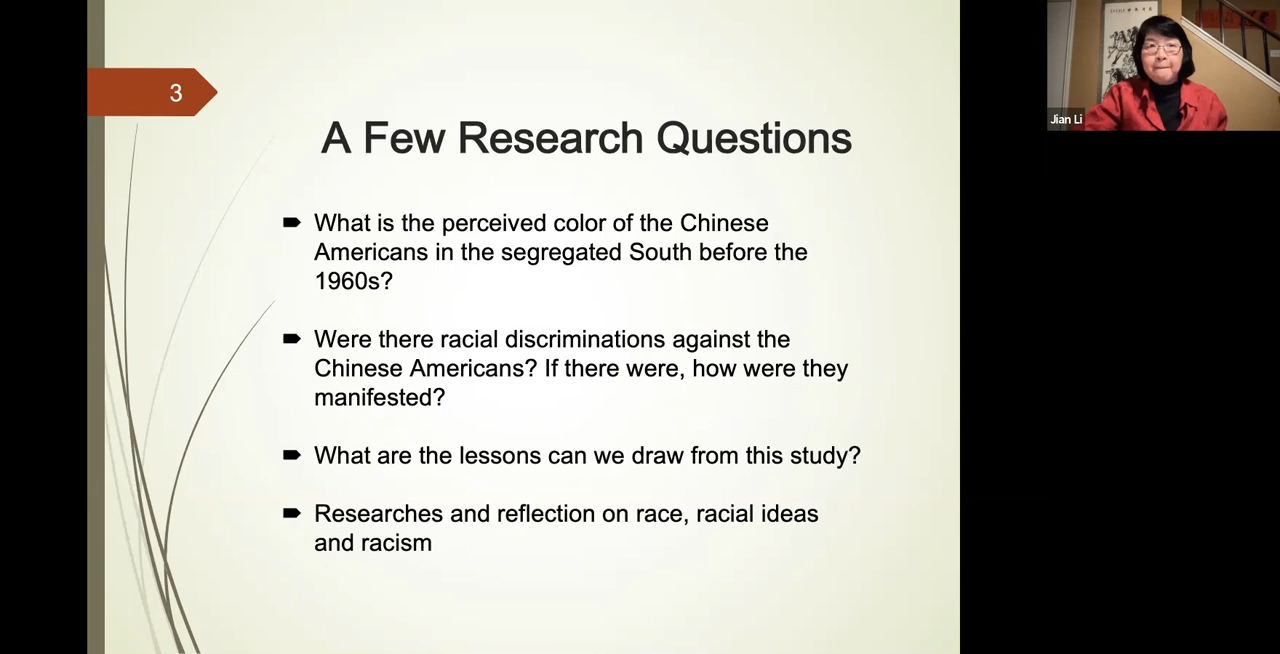 3
A Few Research Questions
What is the perceived color of the Chinese
Americans in the segregated South before the
1960s?
Were there racial discriminations against the
Chinese Americans? If there were, how were they
manifested?
What are the lessons can we draw from this study?
Researches and reflection on race, racial ideas
and racism
Jian Li